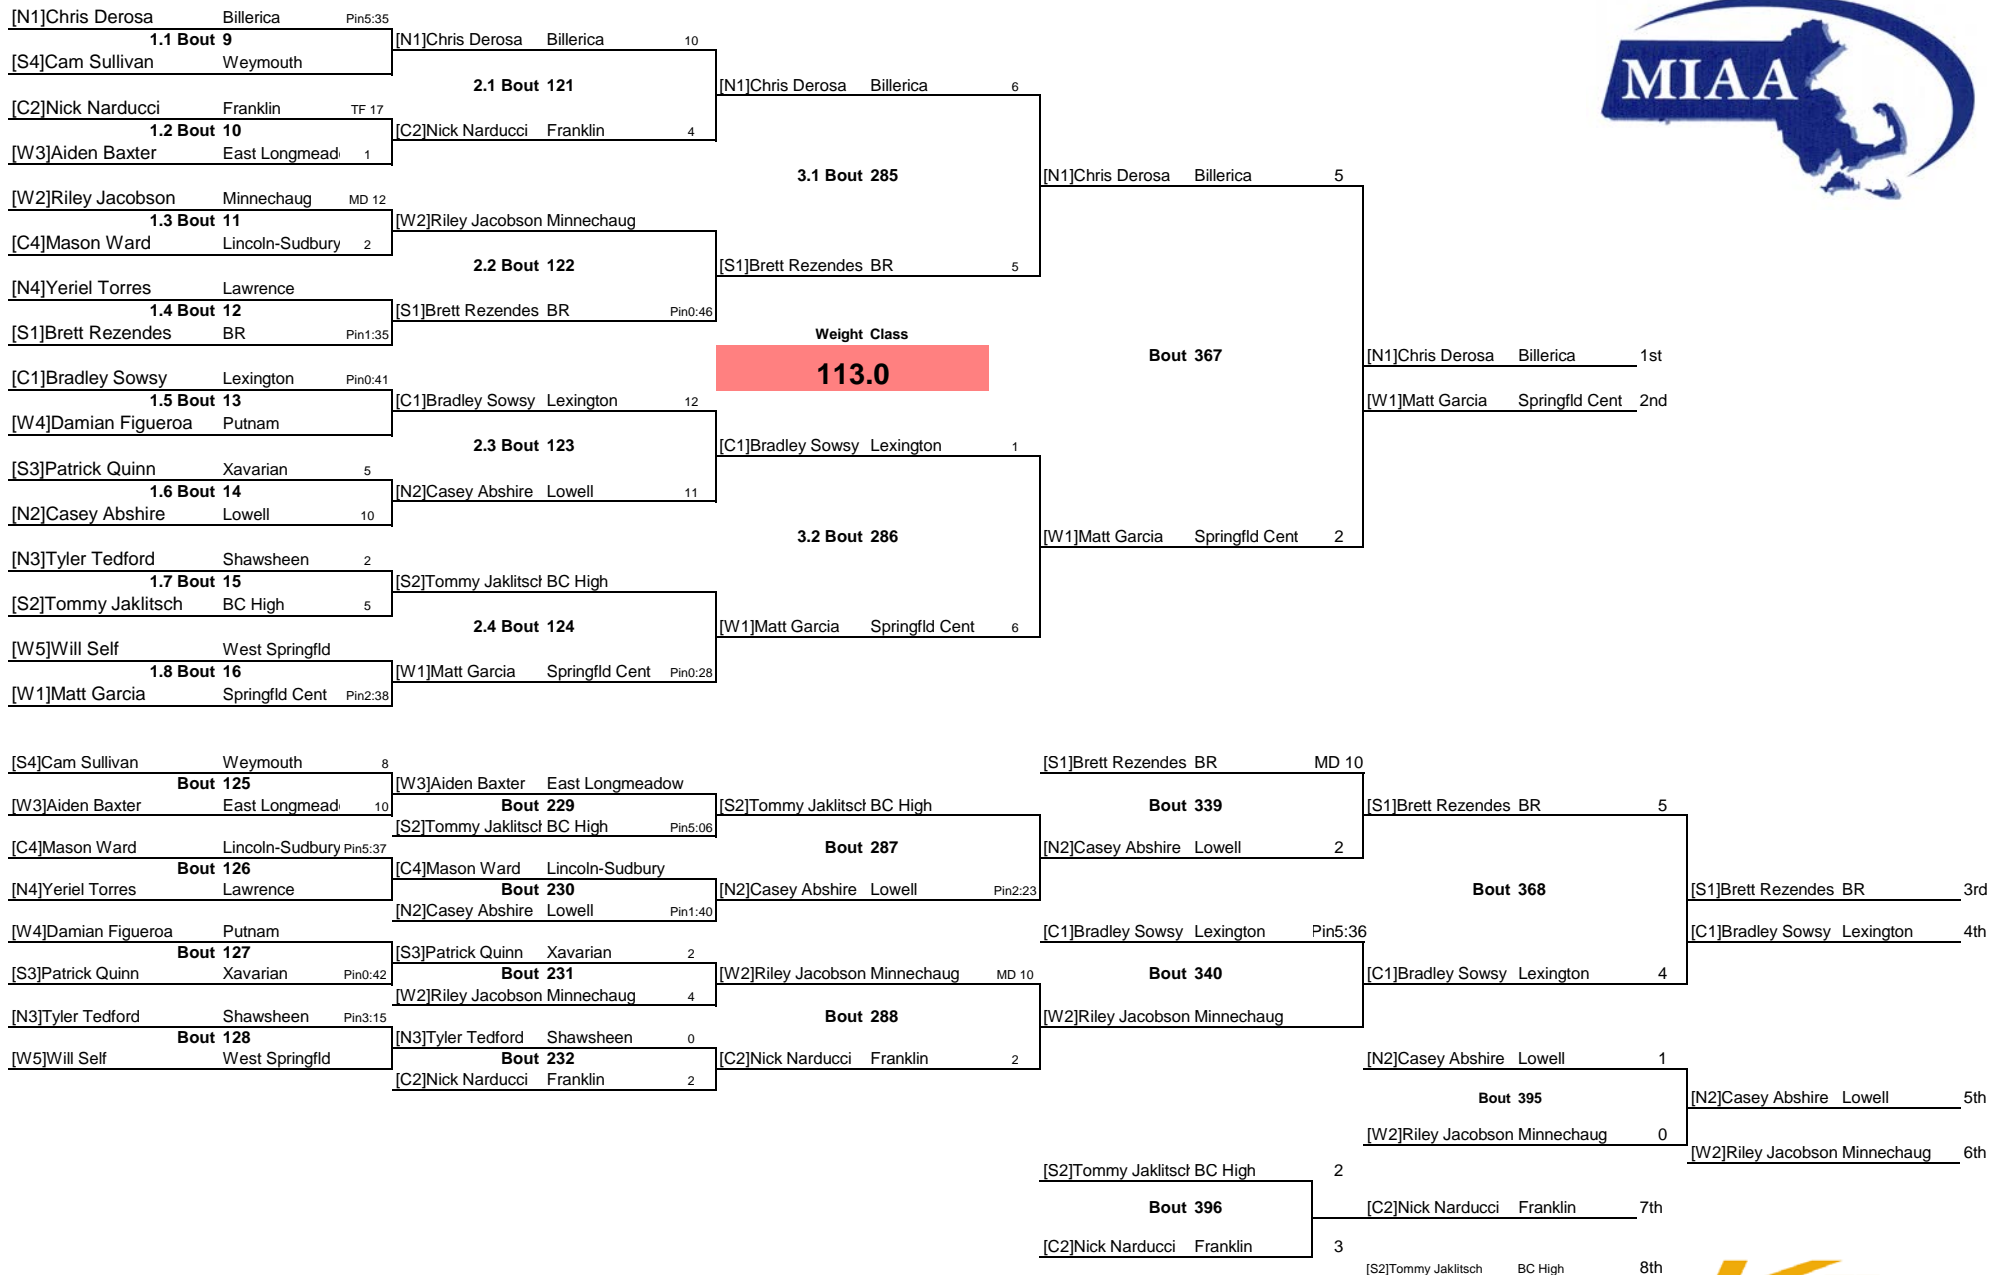 [N1]Chris Derosa Billerica Pin5:35
1.1 Bout 9
[S4]Cam Sullivan Weymouth
[C2]Nick Narducci Franklin TF 17
1.2 Bout 10
[W3]Aiden Baxter East Longmead 1
[W2]Riley Jacobson Minnechaug MD 12
1.3 Bout 11
[C4]Mason Ward Lincoln-Sudbury 2
[N4]Yeriel Torres Lawrence
1.4 Bout 12
[S1]Brett Rezendes BR Pin1:35
[C1]Bradley Sowsy Lexington Pin0:41
1.5 Bout 13
[W4]Damian Figueroa Putnam
[S3]Patrick Quinn Xavarian 5
1.6 Bout 14
[N2]Casey Abshire Lowell 10
[N3]Tyler Tedford Shawsheen 2
1.7 Bout 15
[S2]Tommy Jaklitsch BC High 5
[W5]Will Self West Springfld
1.8 Bout 16
[W1]Matt Garcia Springfld Cent Pin2:38
[N1]Chris Derosa Billerica 10
2.1 Bout 121
[C2]Nick Narducci Franklin 4
[W2]Riley Jacobson Minnechaug
2.2 Bout 122
[S1]Brett Rezendes BR Pin0:46
[C1]Bradley Sowsy Lexington 12
2.3 Bout 123
[N2]Casey Abshire Lowell 11
[S2]Tommy Jaklitscl BC High
2.4 Bout 124
[W1]Matt Garcia Springfld Cent Pin0:28
[N1]Chris Derosa Billerica 6
3.1 Bout 285
[S1]Brett Rezendes BR 5
Weight Class
113.0
[C1]Bradley Sowsy Lexington 1
3.2 Bout 286
[W1]Matt Garcia Springfld Cent 6
[N1]Chris Derosa Billerica 5
Bout 367
[W1]Matt Garcia Springfld Cent 2
[N1]Chris Derosa Billerica 1st
[W1]Matt Garcia Springfld Cent 2nd
MIAA
[S4]Cam Sullivan Weymouth 8
Bout 125
[W3]Aiden Baxter East Longmead 10
[C4]Mason Ward Lincoln-Sudbury Pin5:37
Bout 126
[N4]Yeriel Torres Lawrence
[W4]Damian Figueroa Putnam
Bout 127
[S3]Patrick Quinn Xavarian Pin0:42
[N3]Tyler Tedford Shawsheen Pin3:15
Bout 128
[W5]Will Self West Springfld
[W3]Aiden Baxter East Longmeadow
Bout 229
[S2]Tommy Jaklitscl BC High Pin5:06
[C4]Mason Ward Lincoln-Sudbury
Bout 230
[N2]Casey Abshire Lowell Pin1:40
[S3]Patrick Quinn Xavarian 2
Bout 231
[W2]Riley Jacobson Minnechaug 4
[N3]Tyler Tedford Shawsheen 0
Bout 232
[C2]Nick Narducci Franklin 2
[S2]Tommy Jaklitscl BC High
Bout 287
[N2]Casey Abshire Lowell Pin2:23
[W2]Riley Jacobson Minnechaug MD 10
Bout 288
[C2]Nick Narducci Franklin 2
[S1]Brett Rezendes BR MD 10
Bout 339
[N2]Casey Abshire Lowell 2
[C1]Bradley Sowsy Lexington Pin5:36
Bout 340
[W2]Riley Jacobson Minnechaug
[S1]Brett Rezendes BR 5
Bout 368
[C1]Bradley Sowsy Lexington 4
[S1]Brett Rezendes BR 3rd
[C1]Bradley Sowsy Lexington 4th
[N2]Casey Abshire Lowell 1
Bout 395
[W2]Riley Jacobson Minnechaug 0
[N2]Casey Abshire Lowell 5th
[W2]Riley Jacobson Minnechaug 6th
[S2]Tommy Jaklitscl BC High 2
Bout 396
[C2]Nick Narducci Franklin 3
[C2]Nick Narducci Franklin 7th
[S2]Tommy Jaklitsch BC High 8th